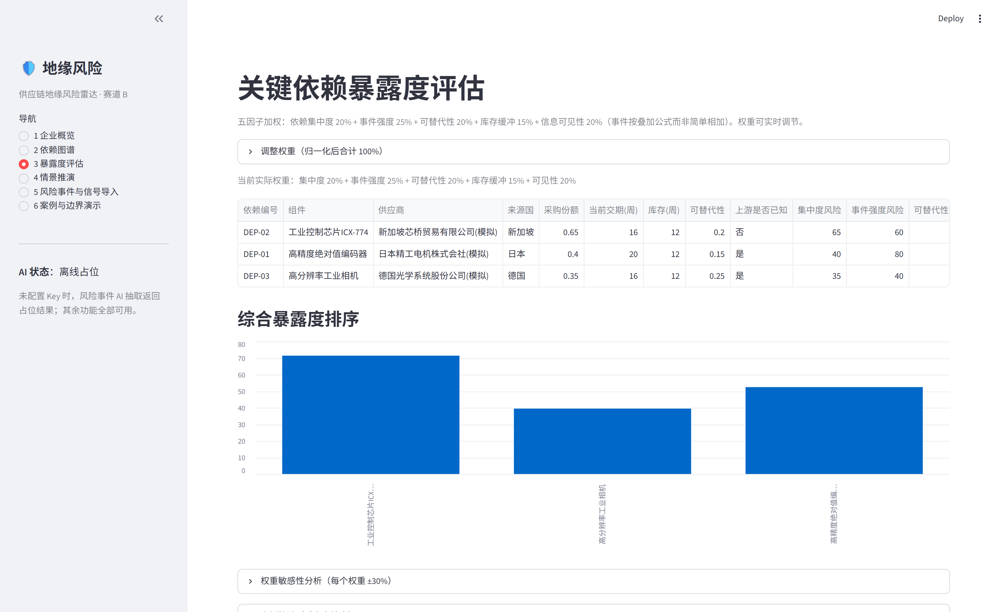 Deploy
地缘风险
供应链地缘风险雷达 · 赛道 B
导航
1 企业概览
2 依赖图谱
3 暴露度评估
4 情景推演
5 风险事件与信号导入
6 案例与边界演示
AI 状态：离线占位
未配置 Key 时，风险事件 AI 抽取返回
占位结果；其余功能全部可用。
关键依赖暴露度评估
五因子加权：依赖集中度 20% + 事件强度 25% + 可替代性 20% + 库存缓冲 15% + 信息可见性 20%（事件按叠加公式而非简单相加）。权重可实时调节。
调整权重（归一化后合计 100%）
当前实际权重：集中度 20% + 事件强度 25% + 可替代性 20% + 库存缓冲 15% + 可见性 20%
依赖编号 组件 供应商 来源国 采购份额 当前交期(周) 库存(周) 可替代性 上游是否已知 集中度风险 事件强度风险 可替代性
DEP-02 工业控制芯片ICX-774 新加坡芯桥贸易有限公司(模拟) 新加坡 0.65 16 12 0.2 否 65 60
DEP-01 高精度绝对值编码器 日本精工电机株式会社(模拟) 日本 0.4 20 12 0.15 是 40 80
DEP-03 高分辨率工业相机 德国光学系统股份公司(模拟) 德国 0.35 16 12 0.25 是 35 40
综合暴露度排序
80
70
60
50
40
30
20
10
0
工业控制芯片ICX…
高分辨率工业相机
高精度绝对值编…
权重敏感性分析（每个权重 ±30%）